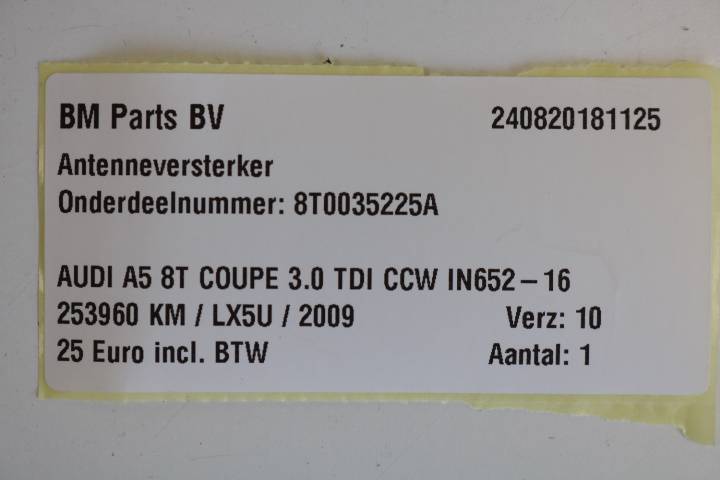 BM Parts BV 240820181125
Antenneversterker
Onderdeelnummer: 8T0035225A
AUDI A5 8T COUPE 3.0 TDI CCW IN652-16
253960 KM / LX5U / 2009 Verz: 10
25 Euro incl. BTW Aantal: 1